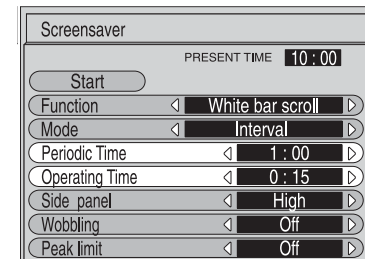 Screensaver
PRESENT TIME 10 : 00
Start
Function White bar scroll
Mode Interval
Periodic Time 1 : 00
Operating Time 0 : 15
Side panel High
Wobbling Off
Peak limit Off